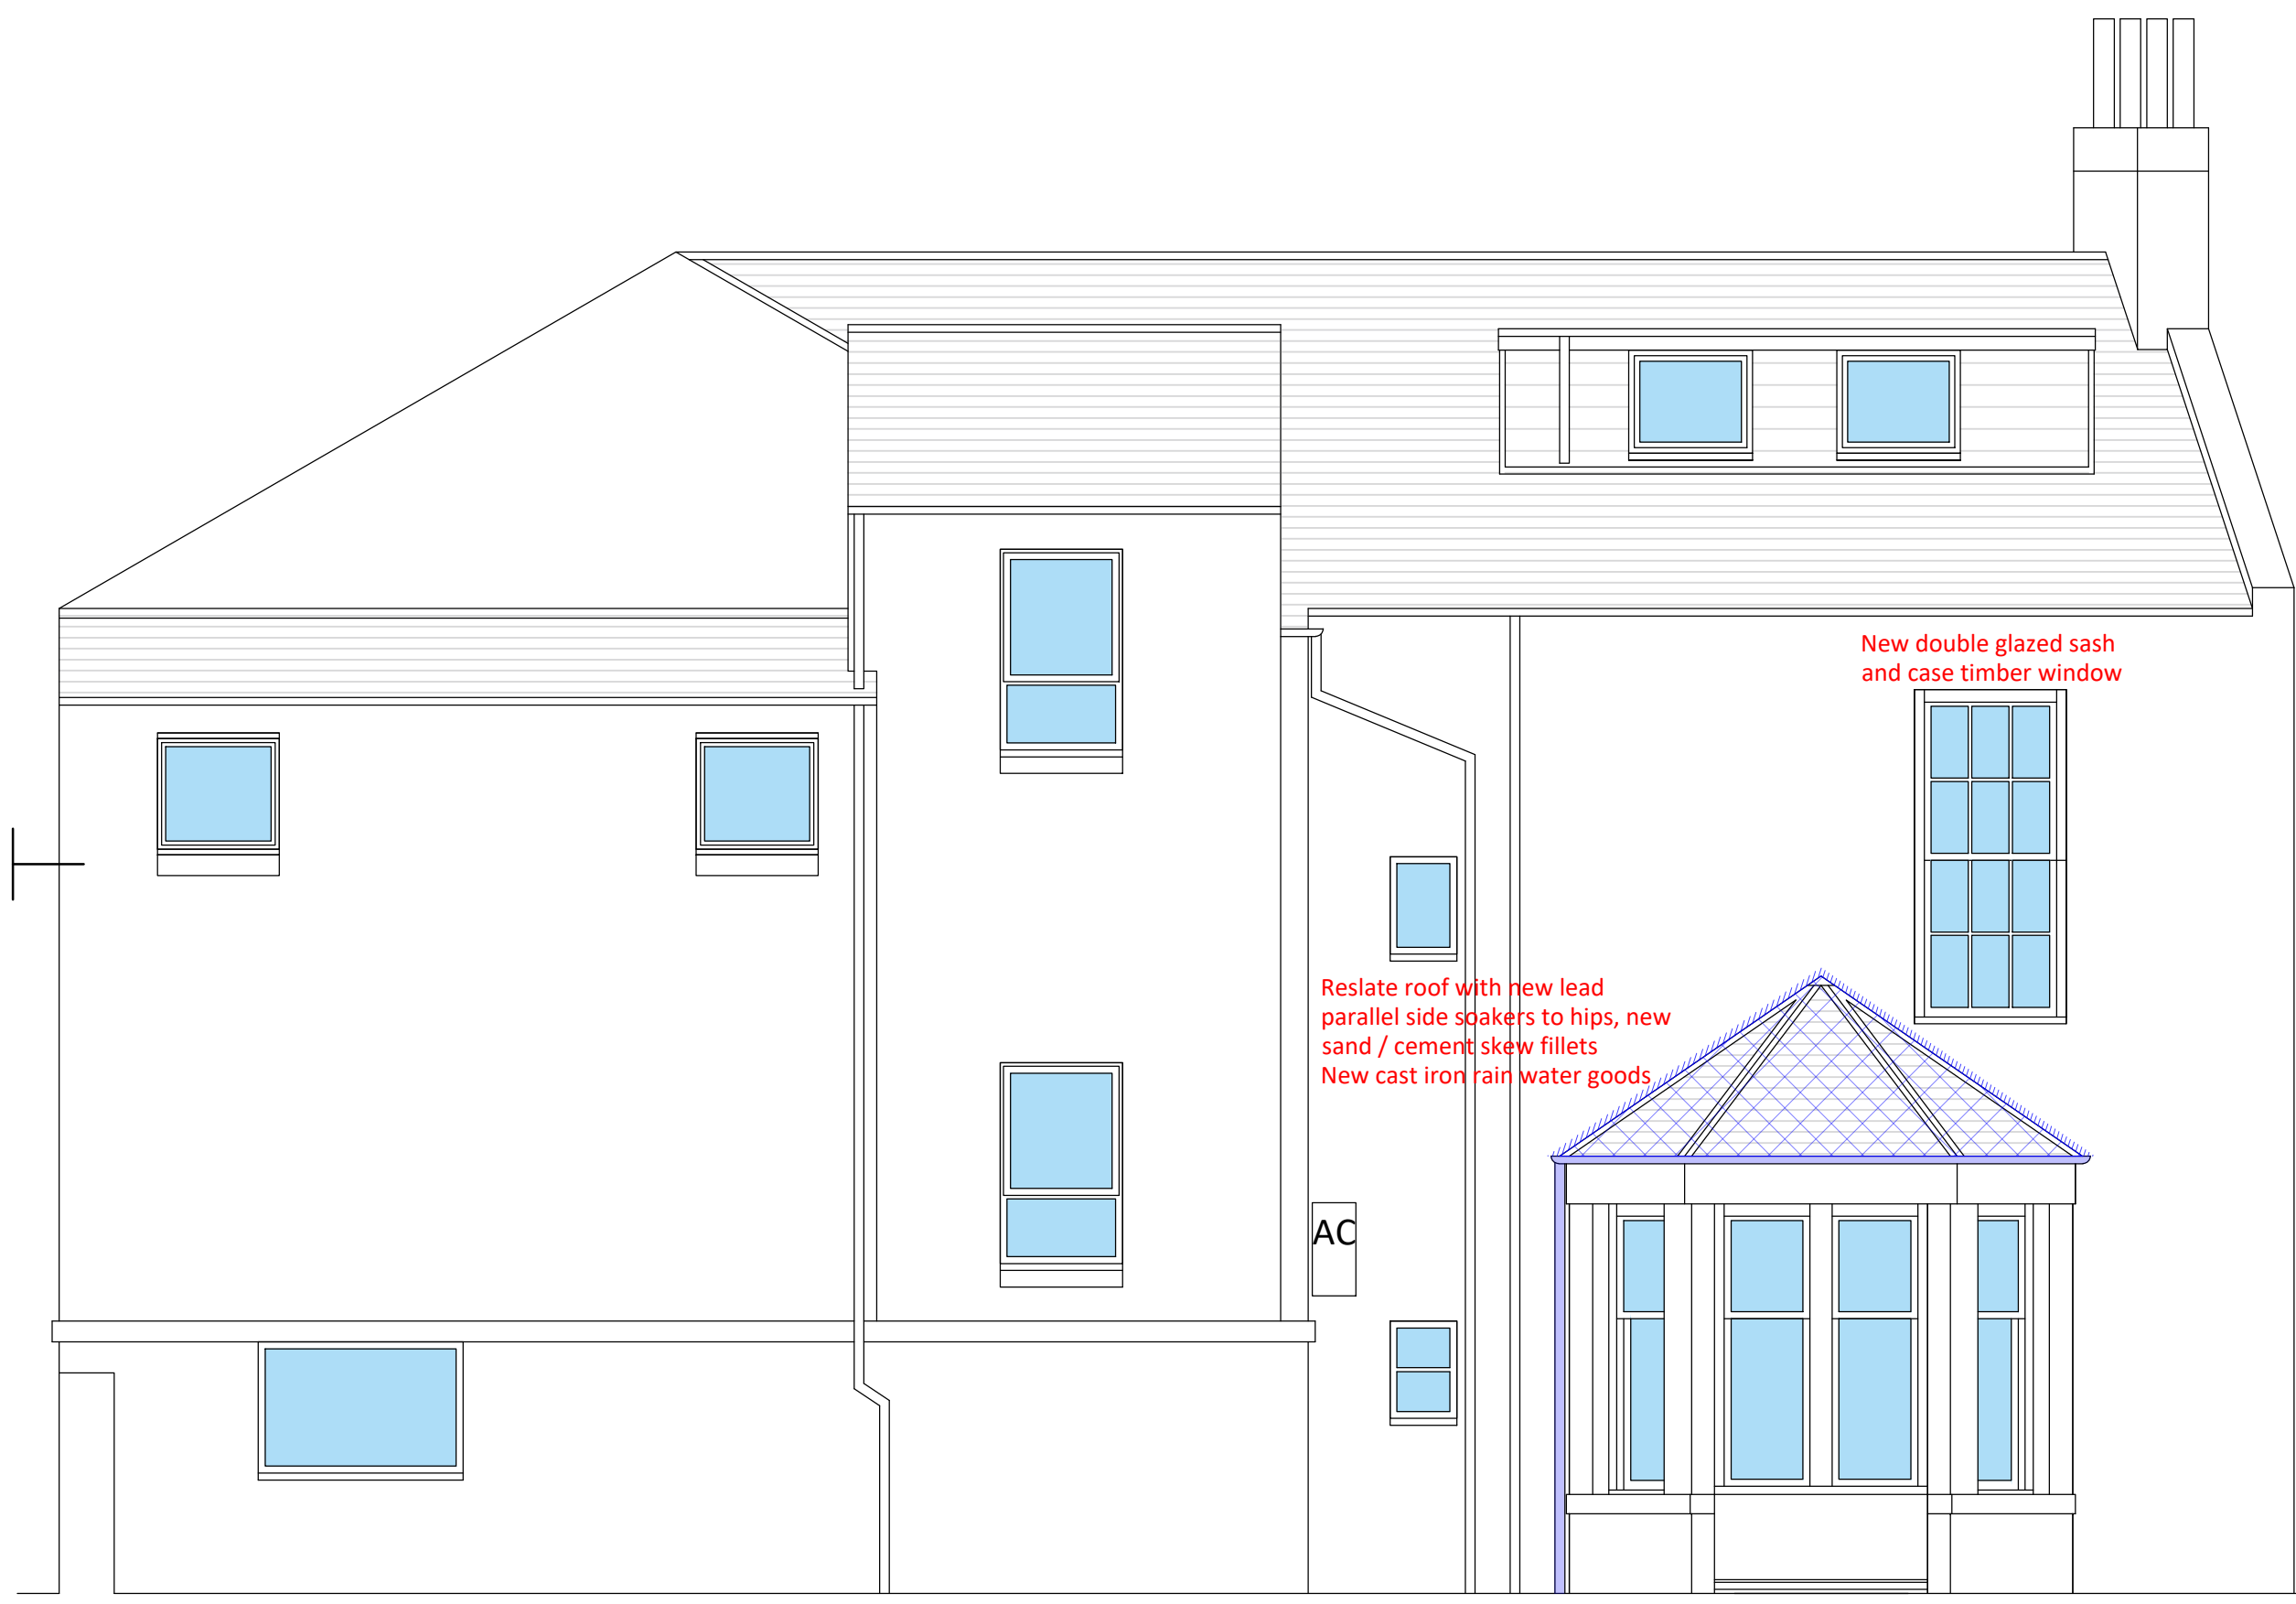 New double glazed sash
and case timber window
Reslate roof with new lead
parallel side soakers to hips, new
sand / cement skew fillets
New cast iron rain water goods
AC